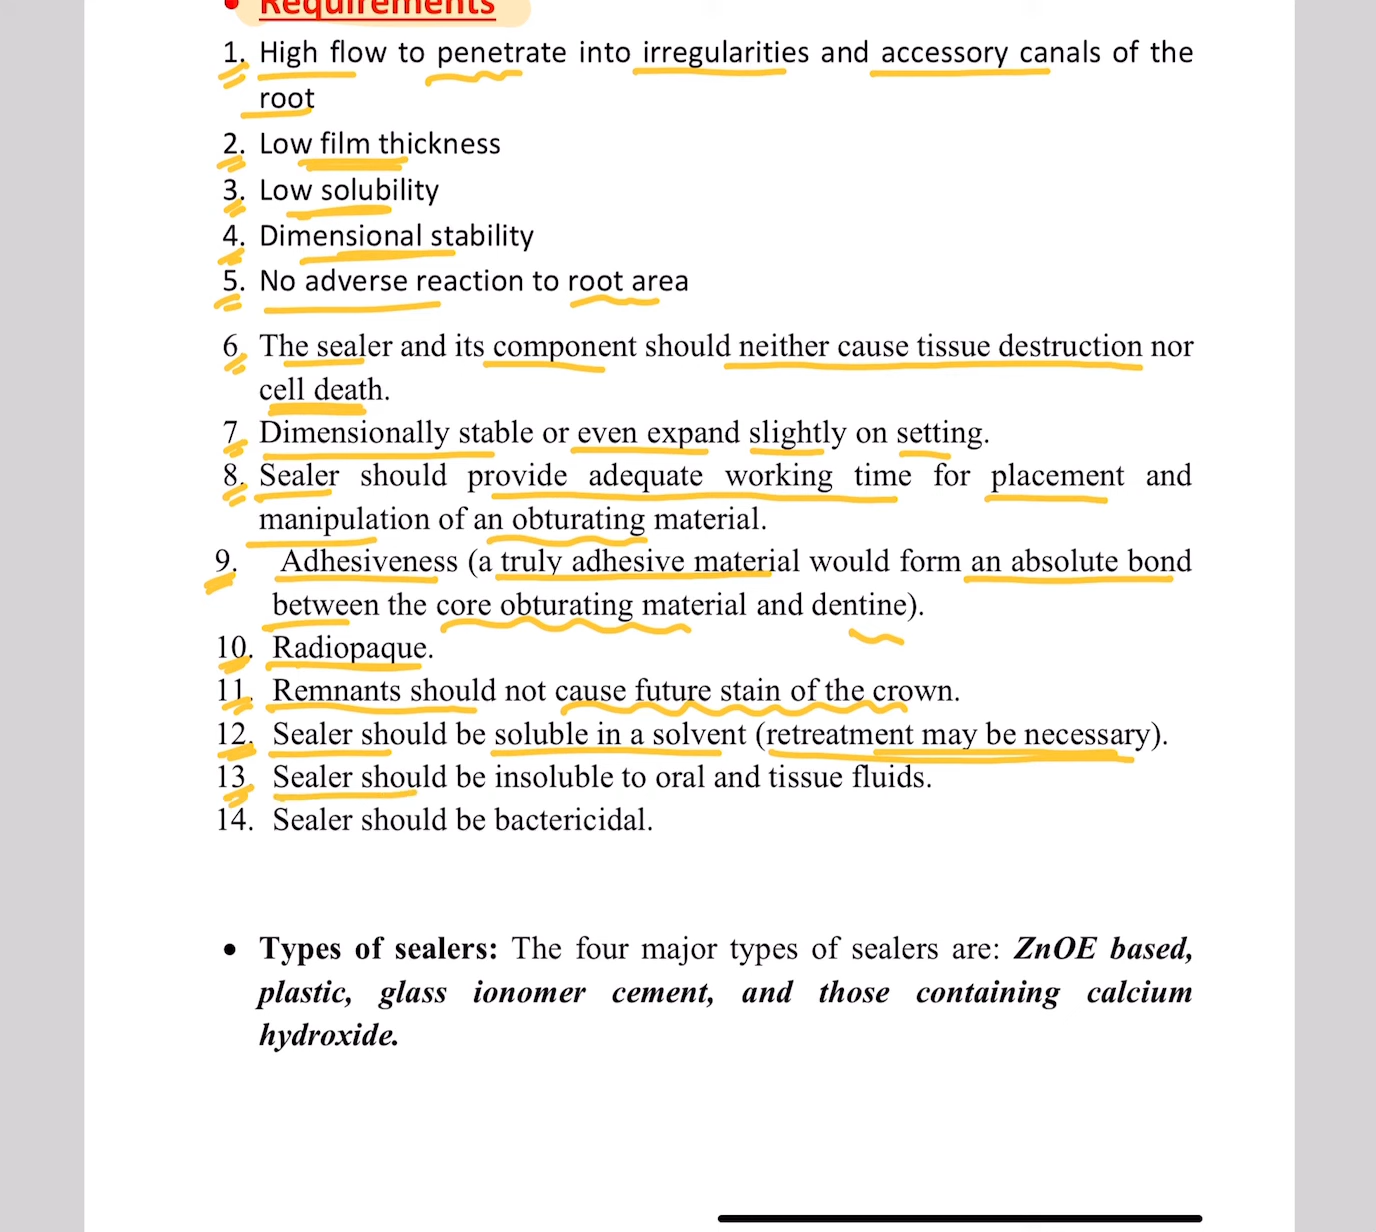 • Requirements
1. High flow to penetrate into irregularities and accessory canals of the
root
2. Low film thickness
3. Low solubility
4. Dimensional stability
5. No adverse reaction to root area
6. The sealer and its component should neither cause tissue destruction nor
cell death.
7. Dimensionally stable or even expand slightly on setting.
8. Sealer should provide adequate working time for placement and
manipulation of an obturating material.
9. Adhesiveness (a truly adhesive material would form an absolute bond
between the core obturating material and dentine).
10. Radiopaque.
11. Remnants should not cause future stain of the crown.
12. Sealer should be soluble in a solvent (retreatment may be necessary).
13. Sealer should be insoluble to oral and tissue fluids.
14. Sealer should be bactericidal.
• Types of sealers: The four major types of sealers are: ZnOE based,
plastic, glass ionomer cement, and those containing calcium
hydroxide.